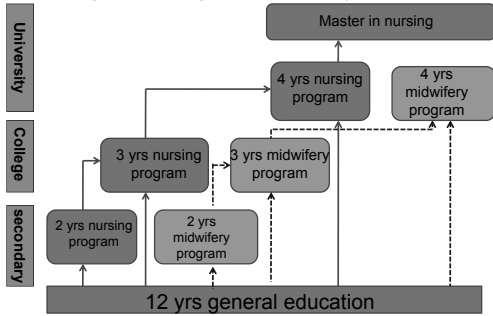 Master in nursing
University
4 yrs nursing
program
4 yrs
midwifery
program
College
3 yrs nursing
program
3 yrs midwifery
program
secondary
2 yrs nursing
program
2 yrs
midwifery
program
12 yrs general education